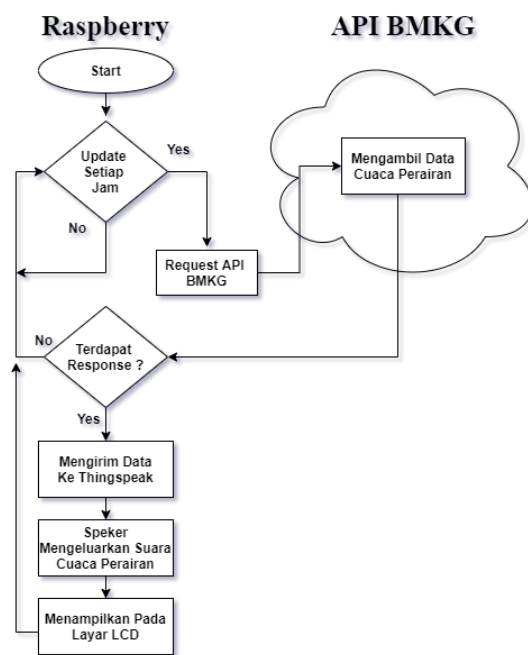 Raspberry
API BMKG
Start
Update
Setiap
Jam
Yes
No
Mengambil Data
Cuaca Perairan
Request API
BMKG
No
Terdapat
Response ?
Yes
Mengirim Data
Ke Thingspeak
Speker
Mengeluarkan Suara
Cuaca Perairan
Menampilkan Pada
Layar LCD